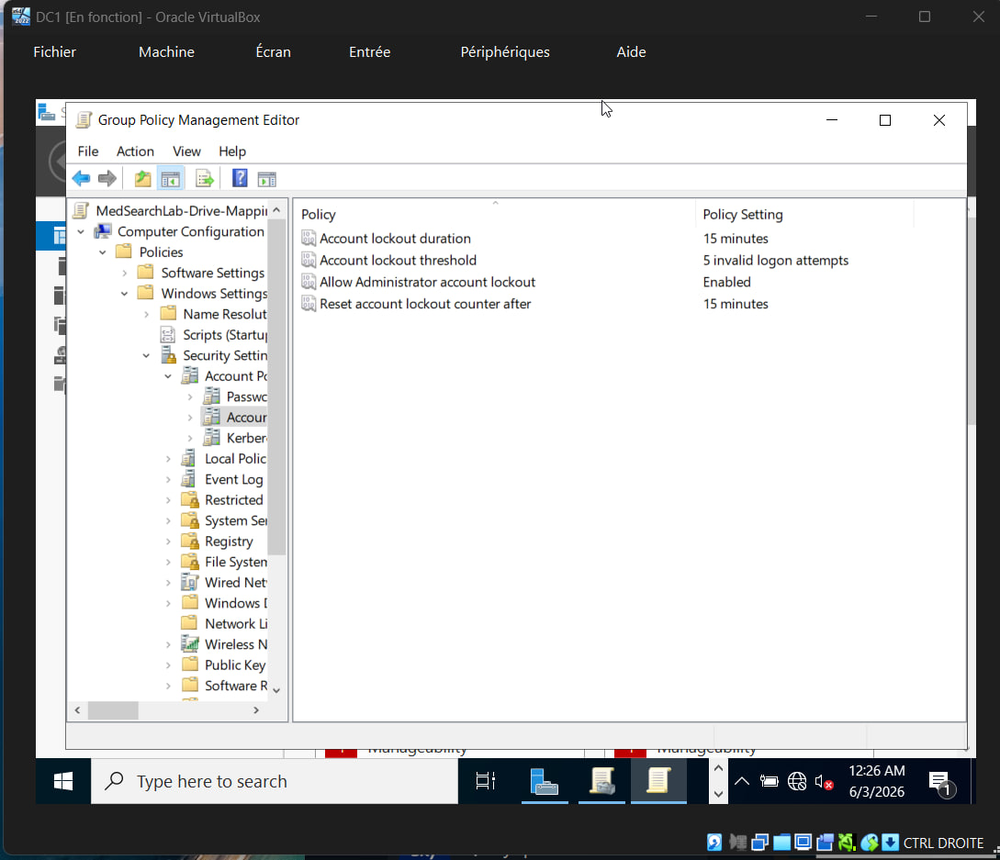 DC1 [En fonction] - Oracle VirtualBox
Fichier Machine Écran Entrée Périphériques Aide
Group Policy Management Editor
File Action View Help
MedSearchLab-Drive-Mappi
Computer Configuration
Policies
Software Settings
Windows Settings
Name Resolut
Scripts (Startu
Security Settin
Account Po
Passwo
Accour
Kerber
Local Polic
Event Log
Restricted
System Ser
Registry
File System
Wired Net
Windows D
Network Li
Wireless N
Public Key
Software R
Policy Policy Setting
Account lockout duration 15 minutes
Account lockout threshold 5 invalid logon attempts
Allow Administrator account lockout Enabled
Reset account lockout counter after 15 minutes
Manageability Manageability
Type here to search
12:26 AM
6/3/2026
1
CTRL DROITE